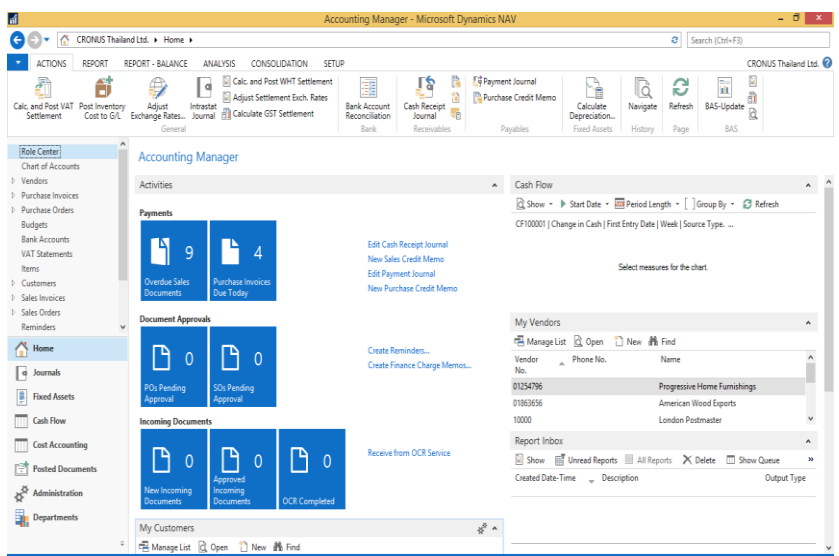 Accounting Manager - Microsoft Dynamics NAV
CRONUS Thailand Ltd. ▸ Home ▸
Search (Ctrl+F3)
ACTIONS REPORT REPORT - BALANCE ANALYSIS CONSOLIDATION SETUP
CRONUS Thailand Ltd.
Calc. and Post VAT Settlement
Post Inventory Cost to G/L
Adjust Exchange Rates...
Intrastat Journal
Calc. and Post WHT Settlement
Adjust Settlement Exch. Rates
Calculate GST Settlement
General
Bank Account Reconciliation
Bank
Cash Receipt Journal
Receivables
Payment Journal
Purchase Credit Memo
Payables
Calculate Depreciation...
Fixed Assets
Navigate
History
Refresh
Page
BAS-Update
BAS
Role Center
Chart of Accounts
Vendors
Purchase Invoices
Purchase Orders
Budgets
Bank Accounts
VAT Statements
Items
Customers
Sales Invoices
Sales Orders
Reminders
Home
Journals
Fixed Assets
Cash Flow
Cost Accounting
Posted Documents
Administration
Departments
Accounting Manager
Activities
Payments
9
Overdue Sales Documents
4
Purchase Invoices Due Today
Edit Cash Receipt Journal
New Sales Credit Memo
Edit Payment Journal
New Purchase Credit Memo
Document Approvals
0
POs Pending Approval
0
SOs Pending Approval
Create Reminders...
Create Finance Charge Memos...
Incoming Documents
0
New Incoming Documents
0
Approved Incoming Documents
0
OCR Completed
Receive from OCR Service
My Customers
Manage List Open New Find
Cash Flow
Show Start Date Period Length [ ] Group By Refresh
CF100001 | Change in Cash | First Entry Date | Week | Source Type. ...
Select measures for the chart.
My Vendors
Manage List Open New Find
Vendor No. Phone No. Name
01254796 Progressive Home Furnishings
01863656 American Wood Exports
10000 London Postmaster
Report Inbox
Show Unread Reports All Reports Delete Show Queue »
Created Date-Time Description Output Type